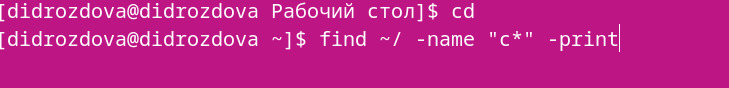 [didrozdova@didrozdova Рабочий стол]$ cd
[didrozdova@didrozdova ~]$ find ~/ -name "c*" -print